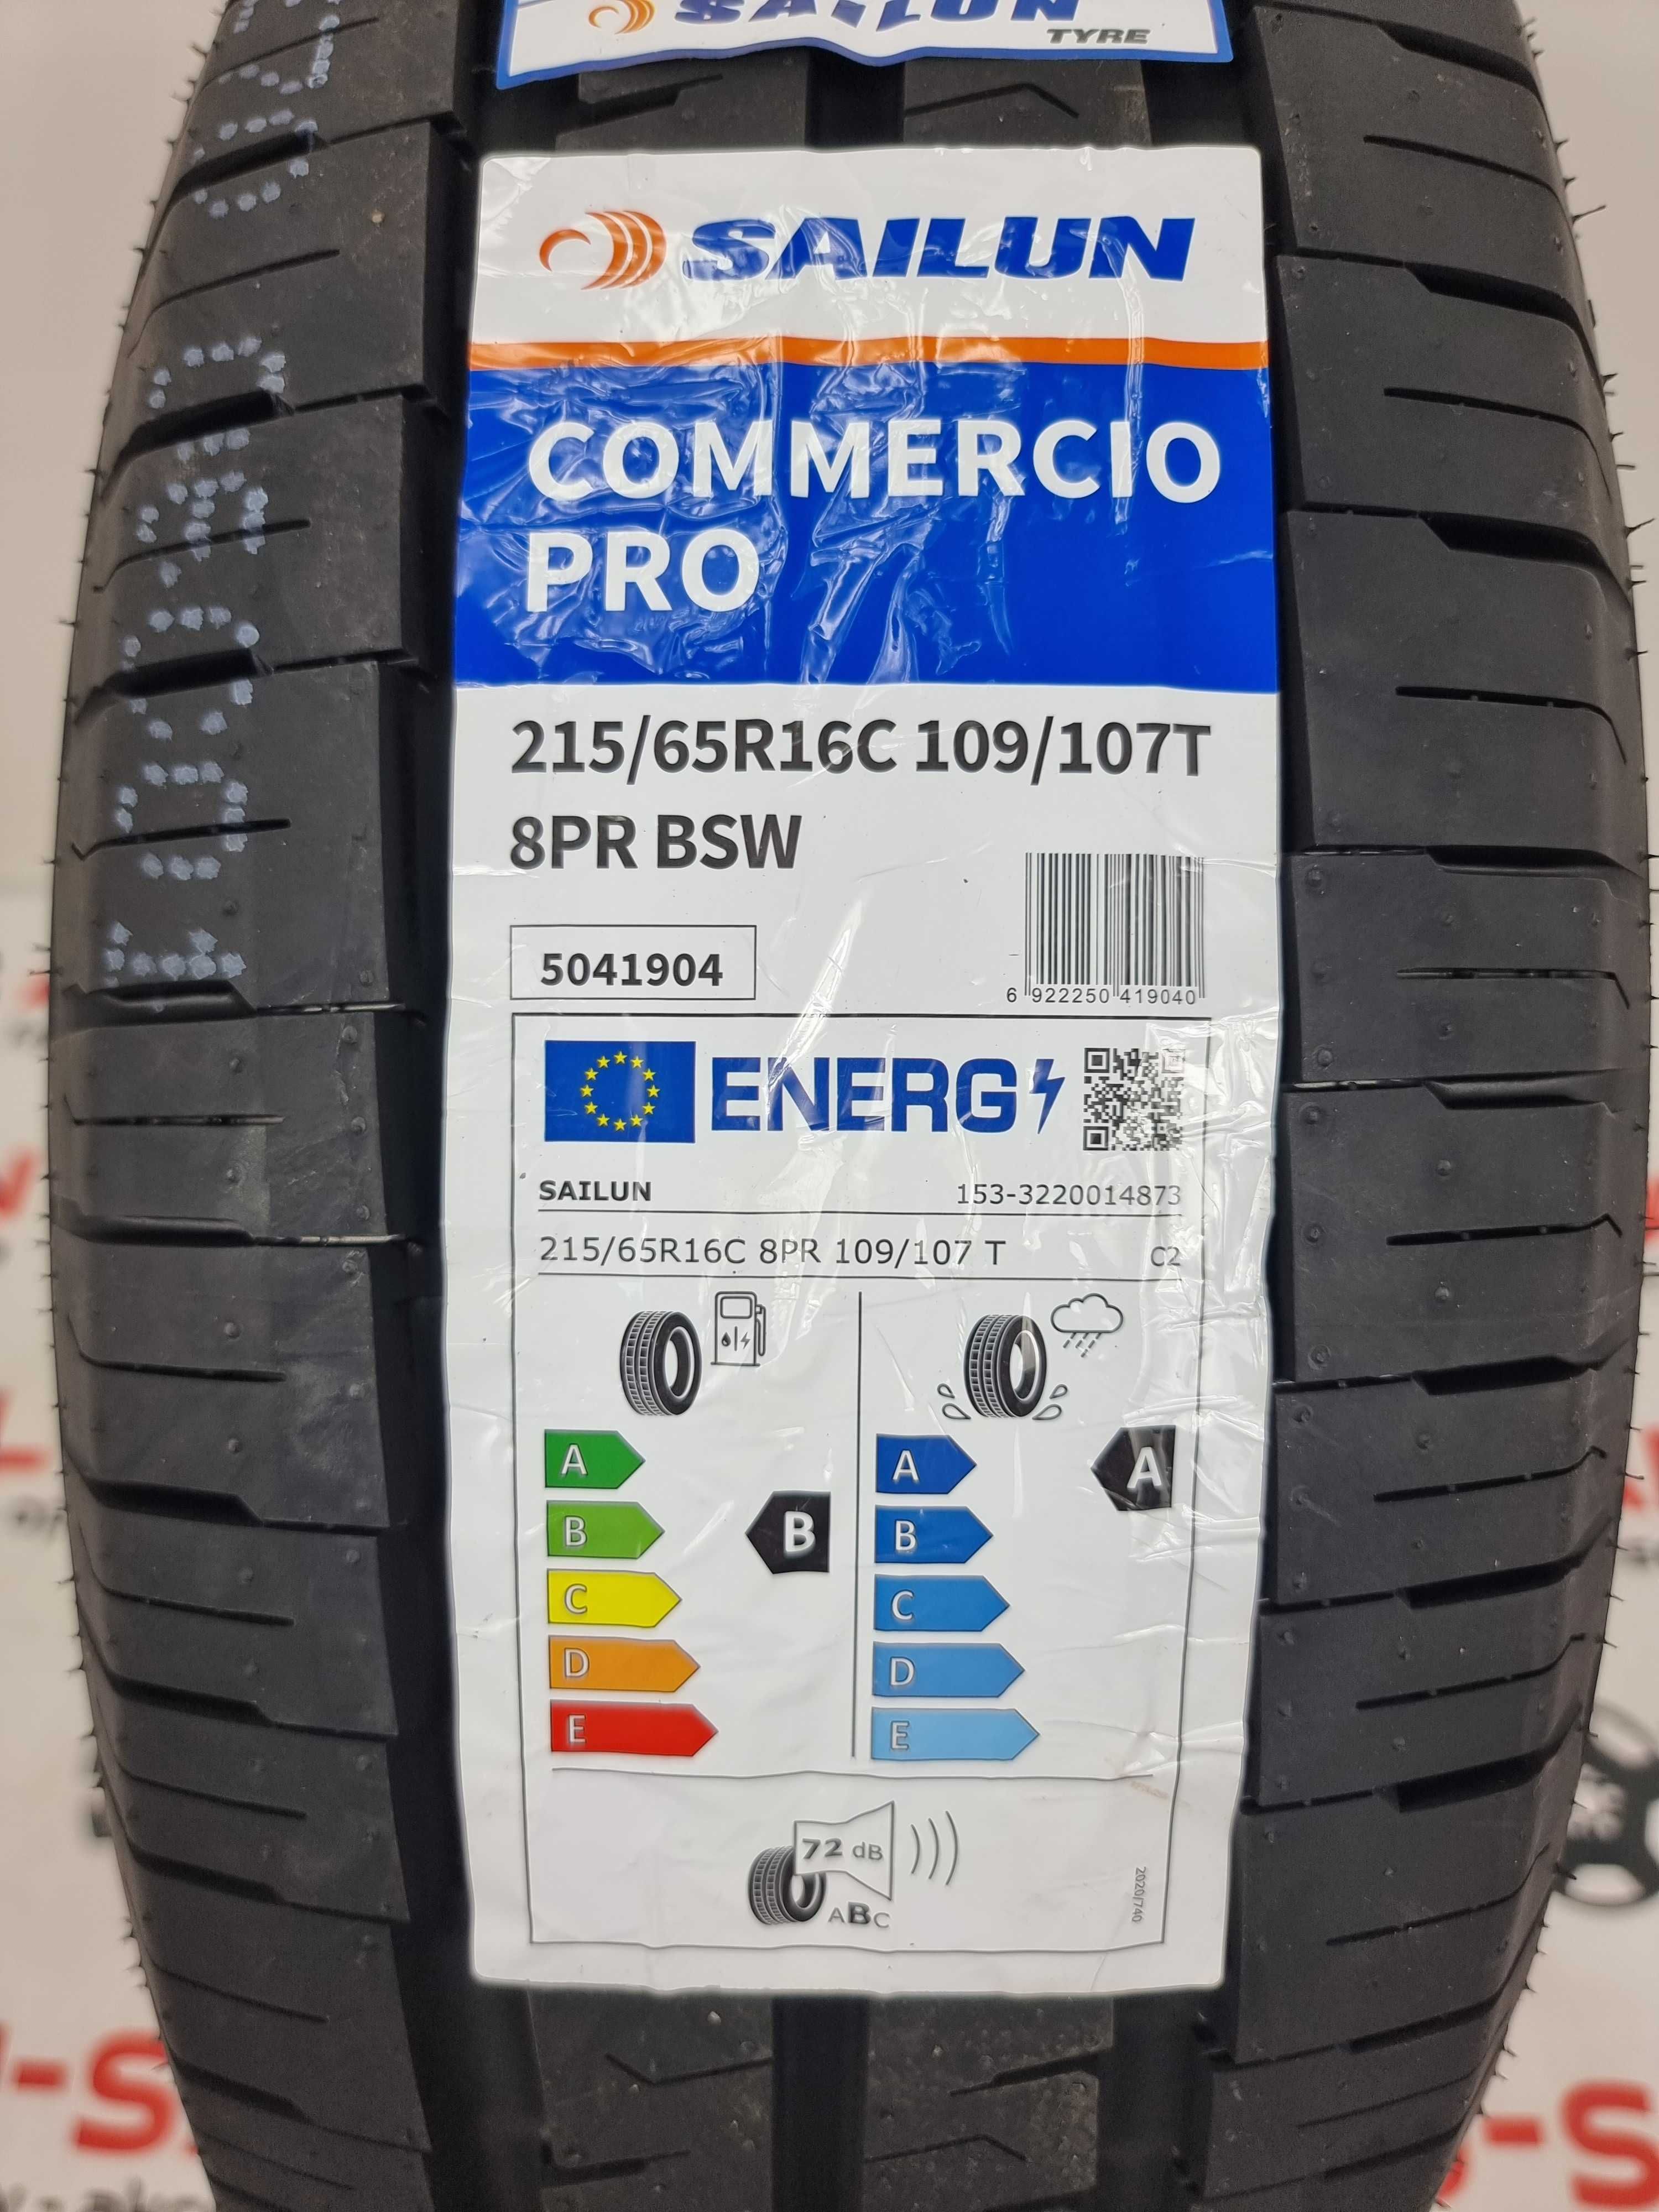 SAILUN
TYRE
SAILUN
COMMERCIO
PRO
215/65R16C 109/107T
8PR BSW
5041904
6 922250 419040
ENERG
SAILUN 153-3220014873
215/65R16C 8PR 109/107 T C2
A A A
B B B
C C
D D
E E
72 dB
ABC
2020/740